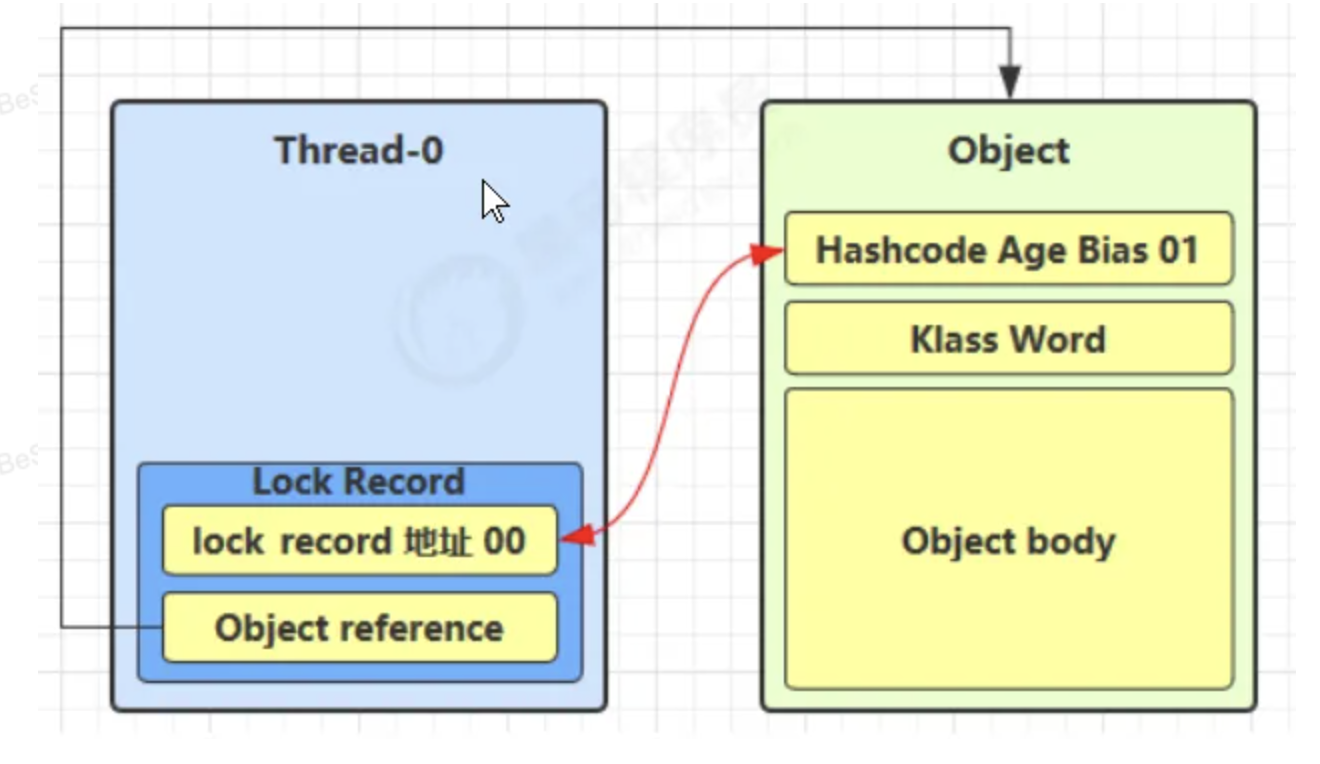 Thread-0
Object
Hashcode Age Bias 01
Klass Word
Lock Record
lock record 地址 00
Object body
Object reference